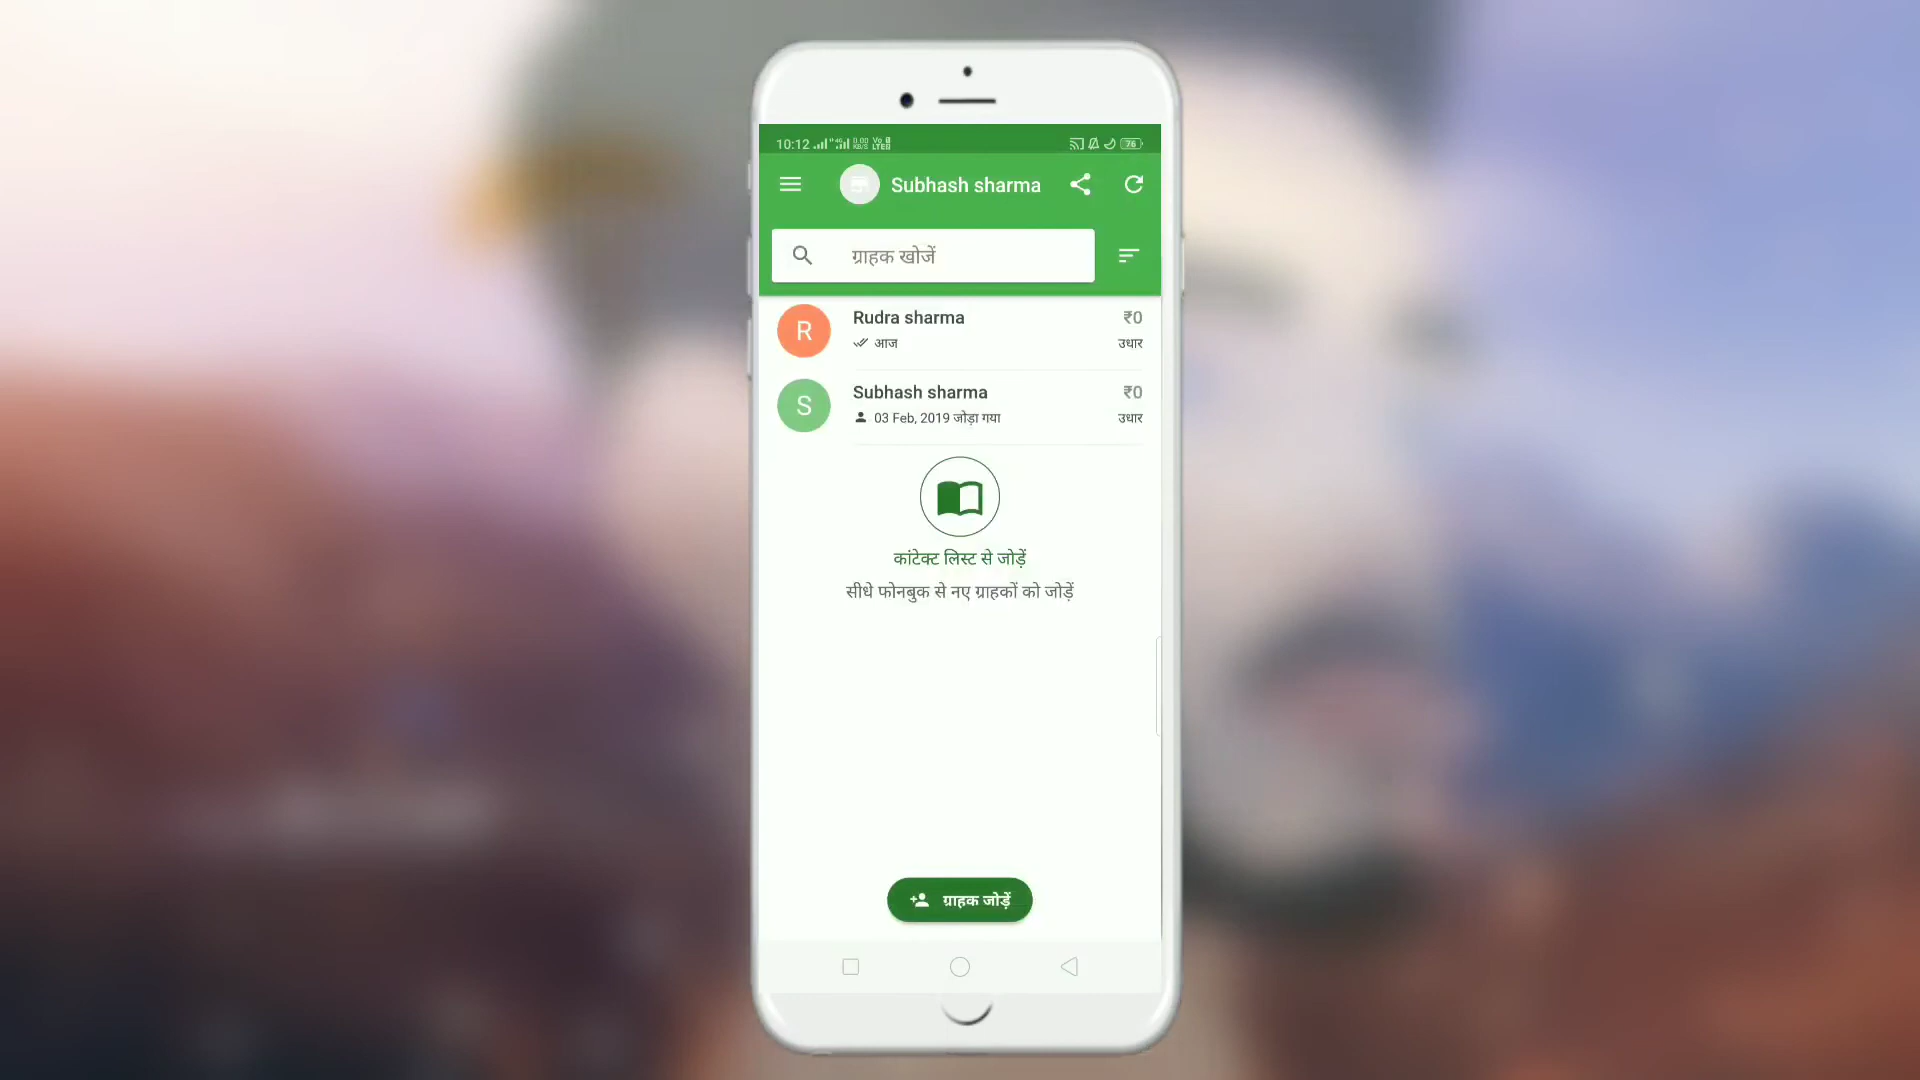 10:12
76
Subhash sharma
ग्राहक खोजें
R
Rudra sharma
₹0
आज
उधार
S
Subhash sharma
₹0
03 Feb, 2019 जोड़ा गया
उधार
कांटेक्ट लिस्ट से जोड़ें
सीधे फोनबुक से नए ग्राहकों को जोड़ें
ग्राहक जोड़ें